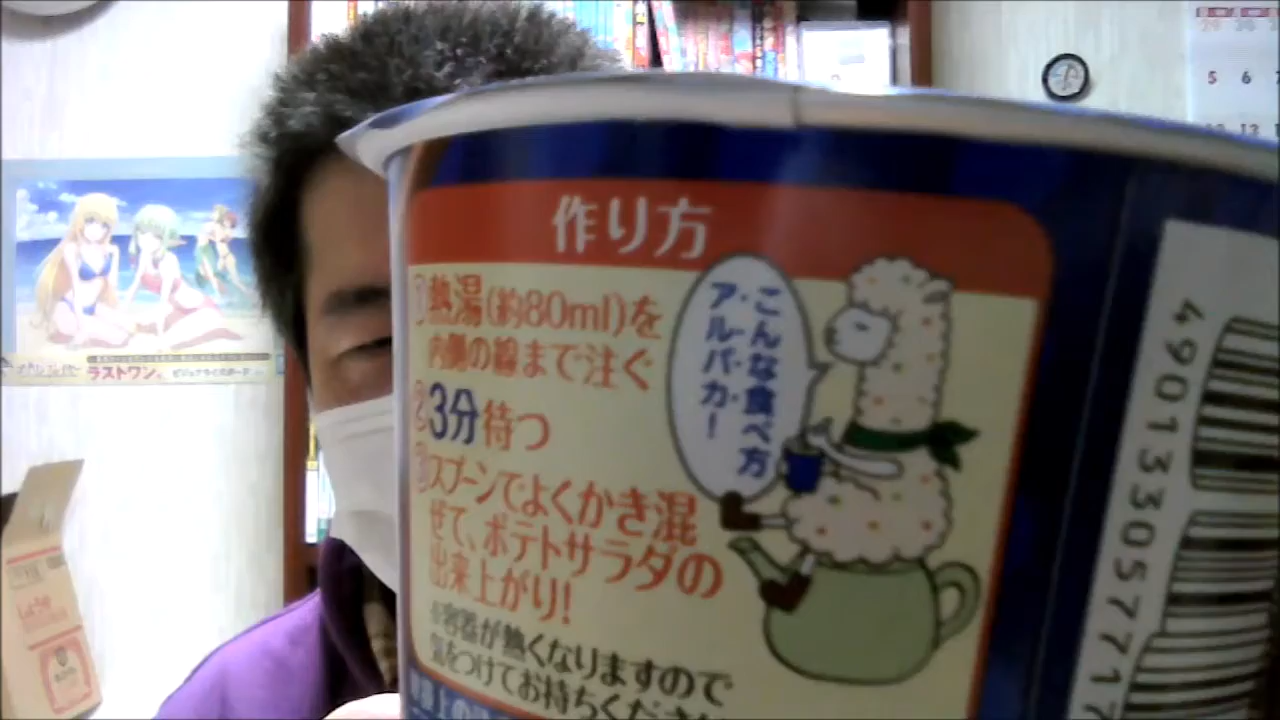 作り方
①熱湯(約80ml)を
内側の線まで注ぐ
②3分待つ
③スプーンでよくかき混
ぜて、ポテトサラダの
出来上がり!
※容器が熱くなりますので
気をつけてお持ちください
こんな食べ方
アルパカー!
4901330577 17
ラストワン
5 6
12 13